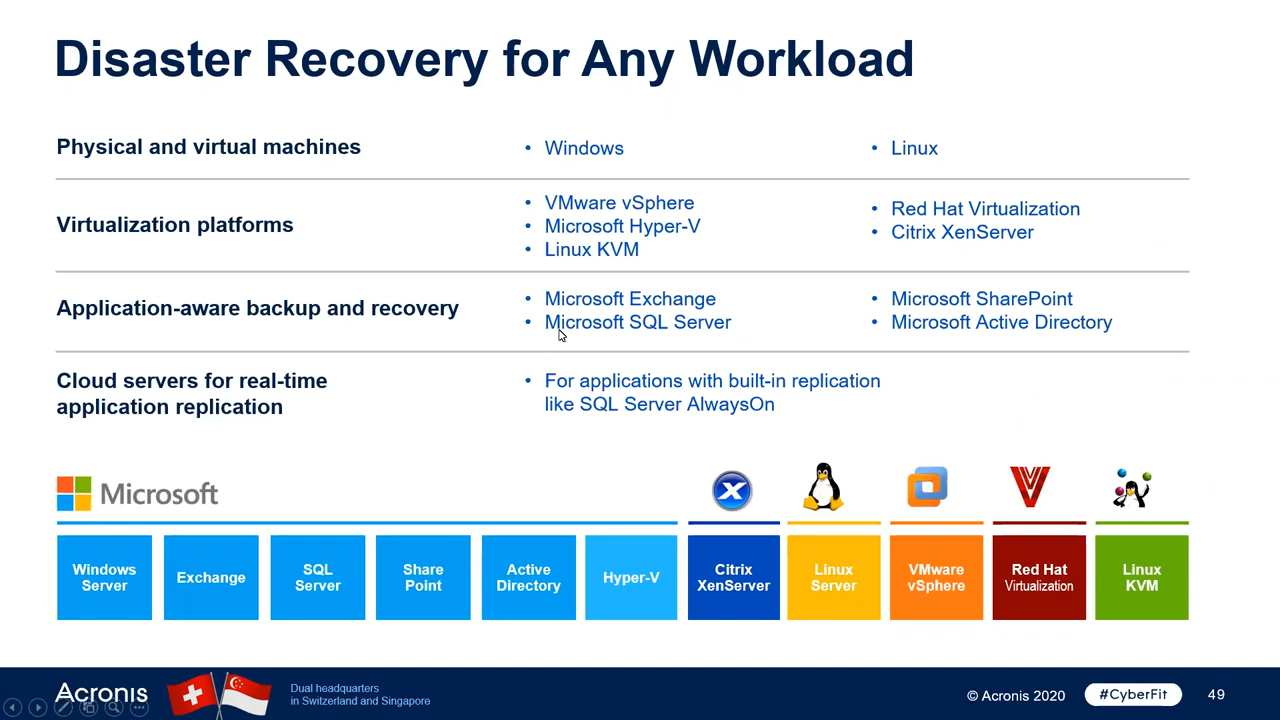 Disaster Recovery for Any Workload
Physical and virtual machines
• Windows
• Linux
Virtualization platforms
• VMware vSphere
• Microsoft Hyper-V
• Linux KVM
• Red Hat Virtualization
• Citrix XenServer
Application-aware backup and recovery
• Microsoft Exchange
• Microsoft SQL Server
• Microsoft SharePoint
• Microsoft Active Directory
Cloud servers for real-time
application replication
• For applications with built-in replication
like SQL Server AlwaysOn
Microsoft
Windows
Server
Exchange
SQL
Server
Share
Point
Active
Directory
Hyper-V
Citrix
XenServer
Linux
Server
VMware
vSphere
Red Hat
Virtualization
Linux
KVM
Acronis
Dual headquarters
in Switzerland and Singapore
© Acronis 2020
#CyberFit
49